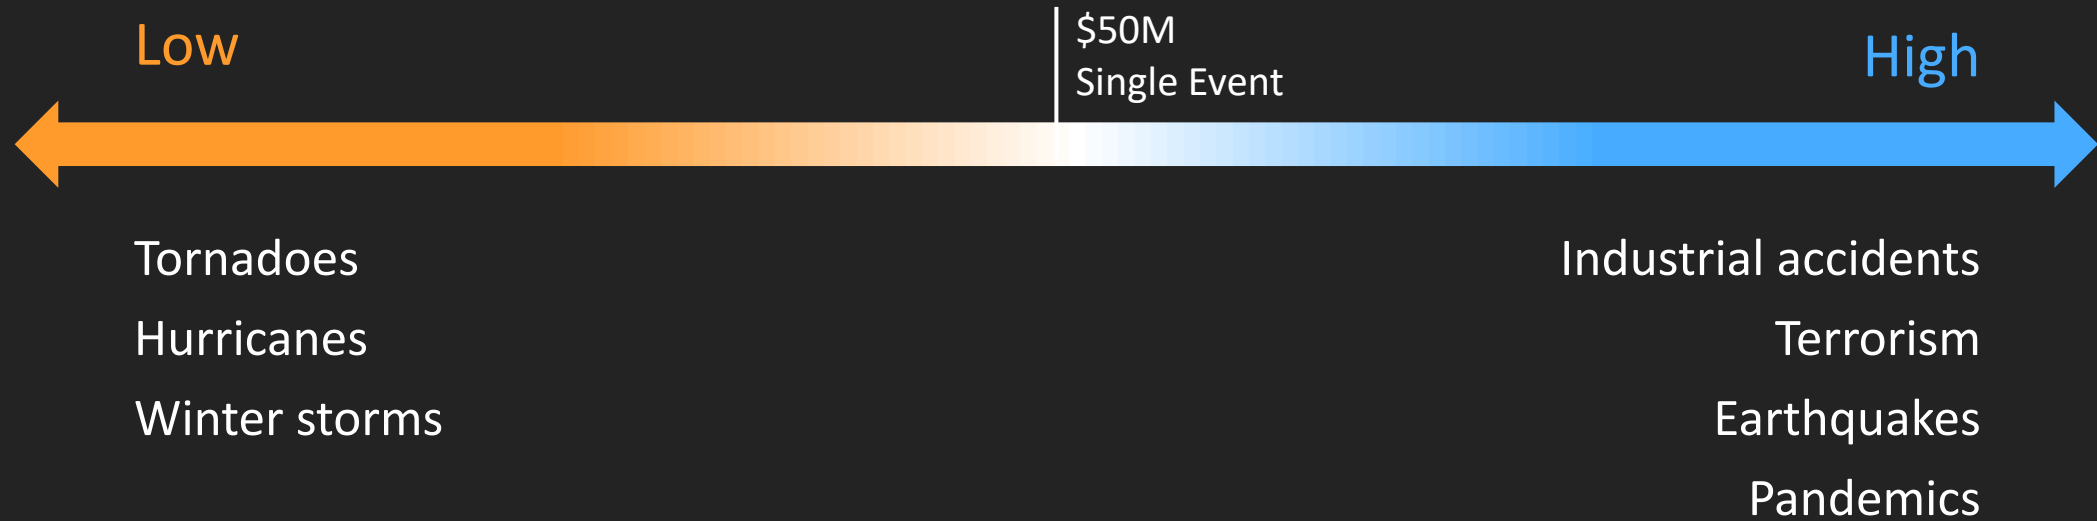 Low
$50M
Single Event
High
Tornadoes
Hurricanes
Winter storms
Industrial accidents
Terrorism
Earthquakes
Pandemics